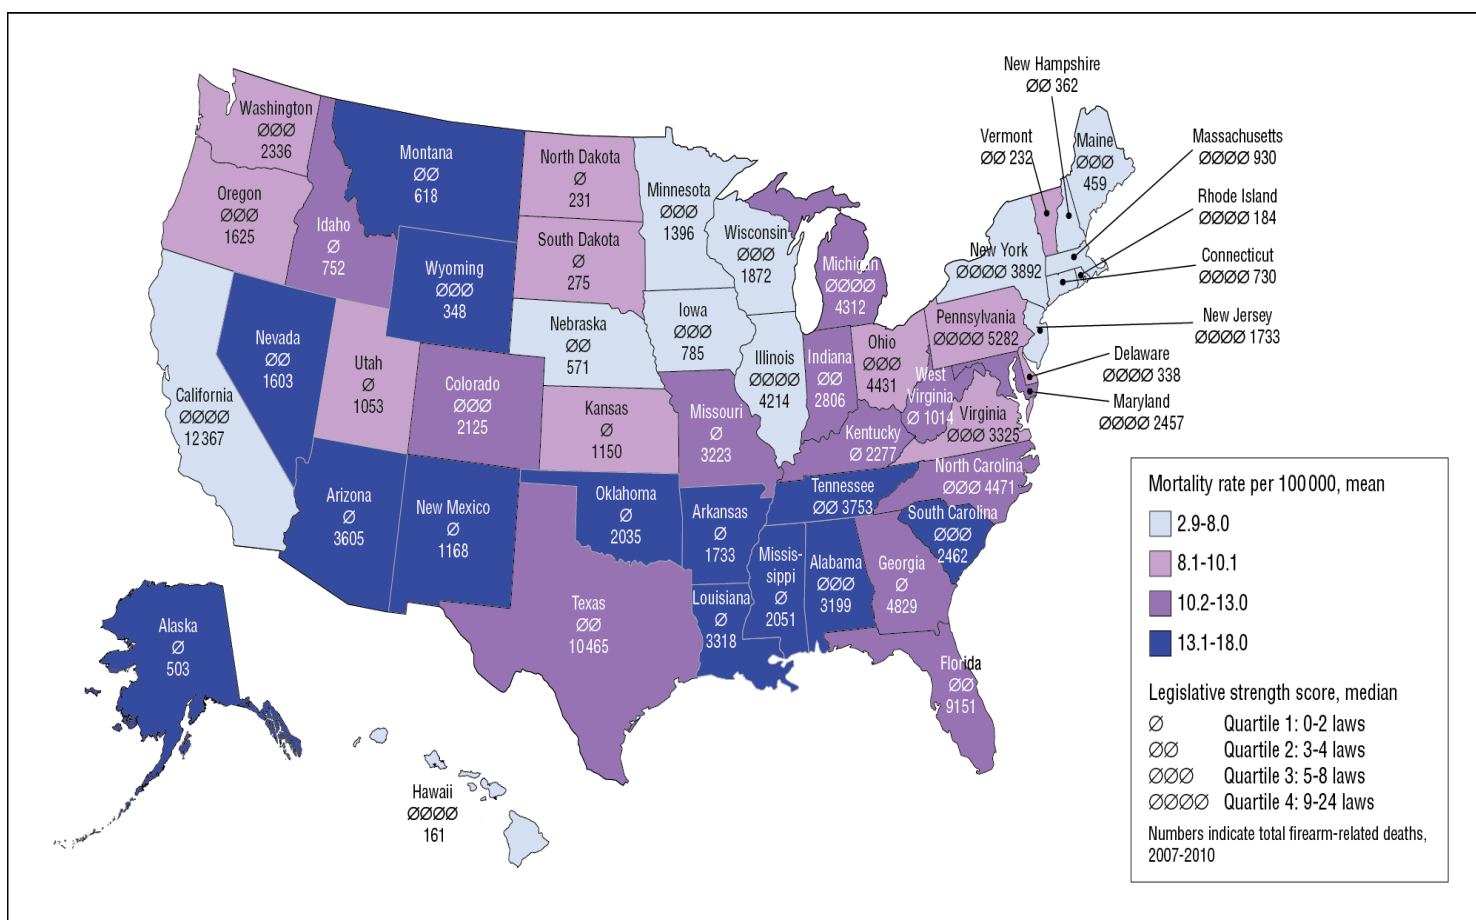 Washington
ØØØ
2336
Oregon
ØØØ
1625
California
ØØØØ
12 367
Idaho
Ø
752
Nevada
ØØ
1603
Montana
ØØ
618
Wyoming
ØØØ
348
Utah
Ø
1053
Colorado
ØØØ
2125
Arizona
Ø
3605
New Mexico
Ø
1168
North Dakota
Ø
231
South Dakota
Ø
275
Nebraska
ØØ
571
Kansas
Ø
1150
Oklahoma
Ø
2035
Texas
ØØ
10 465
Minnesota
ØØØ
1396
Iowa
ØØØ
785
Missouri
Ø
3223
Arkansas
Ø
1733
Louisiana
Ø
3318
Wisconsin
ØØØ
1872
Illinois
ØØØØ
4214
Michigan
ØØØØ
4312
Indiana
ØØ
2806
Ohio
ØØØ
4431
Kentucky
Ø 2277
Tennessee
ØØ 3753
Missis-
sippi
Ø
2051
Alabama
ØØØ
3199
Georgia
Ø
4829
Florida
ØØ
9151
South Carolina
ØØØ
2462
North Carolina
ØØØ 4471
Virginia
ØØØ 3325
West
Virginia
Ø 1014
Pennsylvania
ØØØØ 5282
New York
ØØØØ 3892
Vermont
ØØ 232
New Hampshire
ØØ 362
Maine
ØØØ
459
Massachusetts
ØØØØ 930
Rhode Island
ØØØØ 184
Connecticut
ØØØØ 730
New Jersey
ØØØØ 1733
Delaware
ØØØØ 338
Maryland
ØØØØ 2457
Alaska
Ø
503
Hawaii
ØØØØ
161
Mortality rate per 100 000, mean
2.9-8.0
8.1-10.1
10.2-13.0
13.1-18.0
Legislative strength score, median
Ø Quartile 1: 0-2 laws
ØØ Quartile 2: 3-4 laws
ØØØ Quartile 3: 5-8 laws
ØØØØ Quartile 4: 9-24 laws
Numbers indicate total firearm-related deaths,
2007-2010